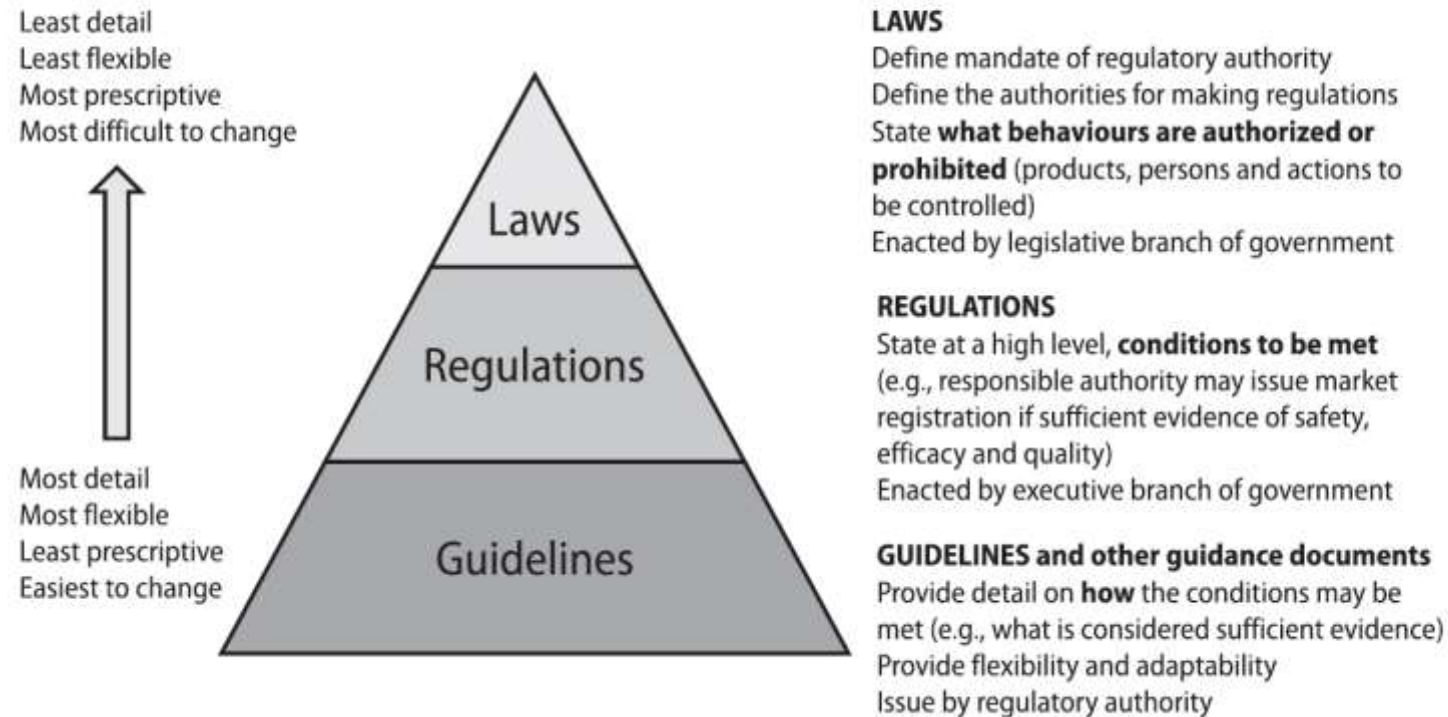 Least detail
Least flexible
Most prescriptive
Most difficult to change
Most detail
Most flexible
Least prescriptive
Easiest to change
Laws
Regulations
Guidelines
LAWS
Define mandate of regulatory authority
Define the authorities for making regulations
State what behaviours are authorized or
prohibited (products, persons and actions to
be controlled)
Enacted by legislative branch of government
REGULATIONS
State at a high level, conditions to be met
(e.g., responsible authority may issue market
registration if sufficient evidence of safety,
efficacy and quality)
Enacted by executive branch of government
GUIDELINES and other guidance documents
Provide detail on how the conditions may be
met (e.g., what is considered sufficient evidence)
Provide flexibility and adaptability
Issue by regulatory authority